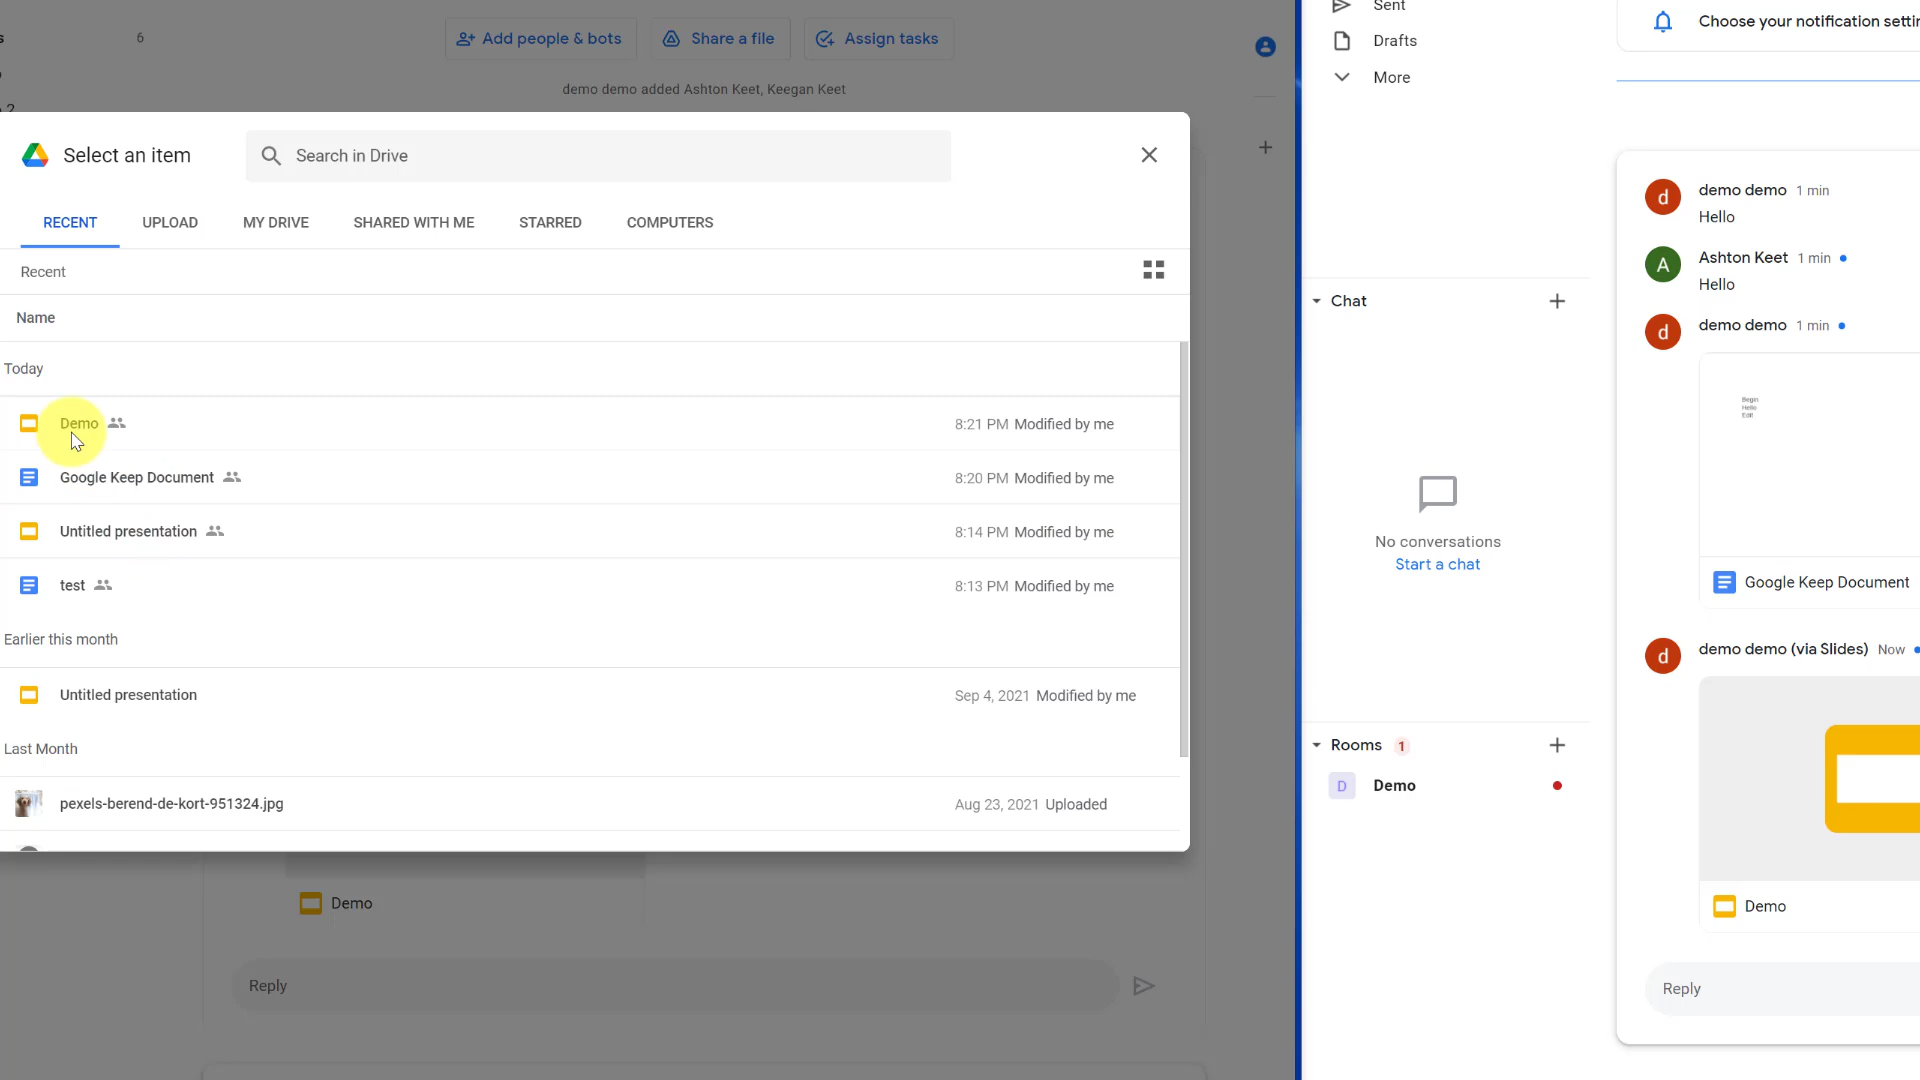 s
6
Add people & bots
Share a file
Assign tasks
demo demo added Ashton Keet, Keegan Keet
2
Select an item
Search in Drive
RECENT
UPLOAD
MY DRIVE
SHARED WITH ME
STARRED
COMPUTERS
Recent
Name
Today
Demo
8:21 PM Modified by me
Google Keep Document
8:20 PM Modified by me
Untitled presentation
8:14 PM Modified by me
test
8:13 PM Modified by me
Earlier this month
Untitled presentation
Sep 4, 2021 Modified by me
Last Month
pexels-berend-de-kort-951324.jpg
Aug 23, 2021 Uploaded
Demo
Reply
Sent
Drafts
More
Chat
No conversations
Start a chat
Rooms 1
D Demo
Choose your notification settin
d
demo demo 1 min
Hello
A
Ashton Keet 1 min
Hello
d
demo demo 1 min
Begin
Hello
Edit
Google Keep Document
d
demo demo (via Slides) Now
Demo
Reply